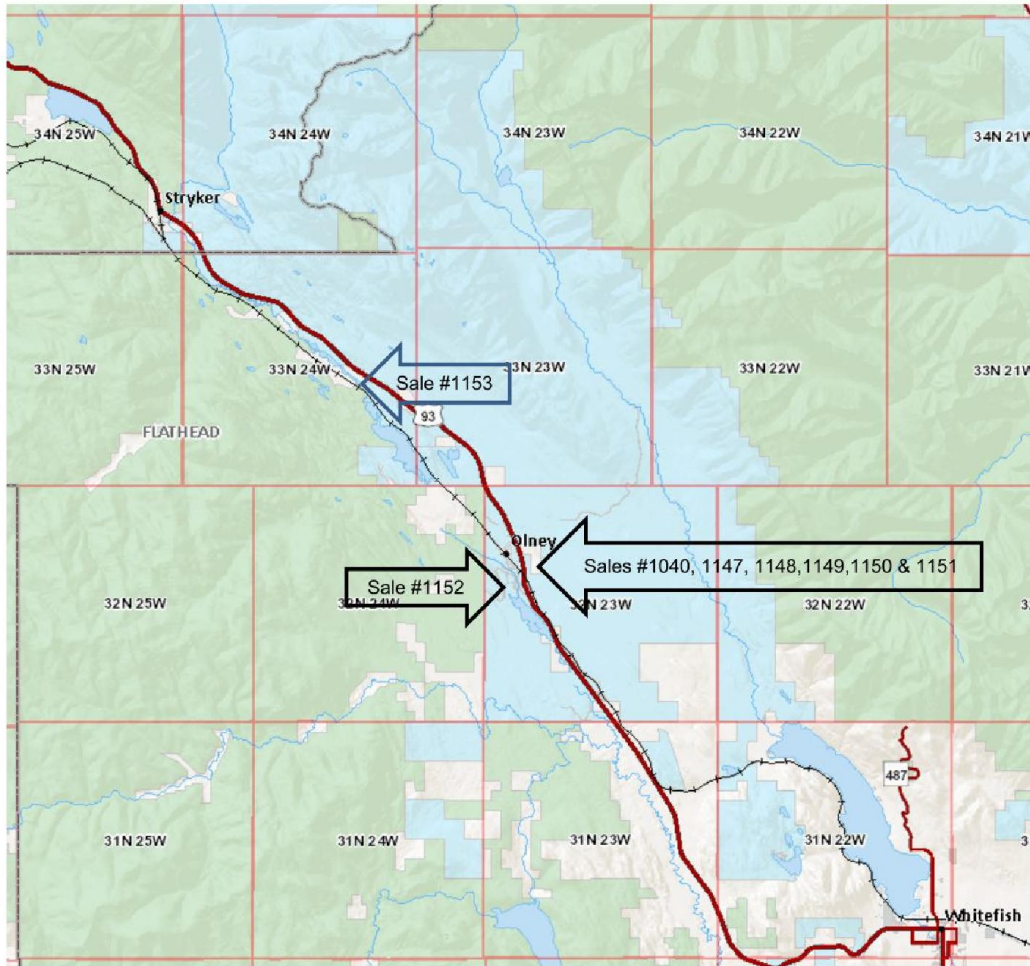 34N 25W
34N 24W
34N 23W
34N 22W
34N 21W
Stryker
33N 25W
33N 24W
33N 23W
33N 22W
33N 21W
Sale #1153
93
FLATHEAD
Olney
Sales #1040, 1147, 1148,1149,1150 & 1151
Sale #1152
32N 25W
24W
23W
32N 22W
32
31N 25W
31N 24W
31N 23W
31N 22W
31
487
Whitefish